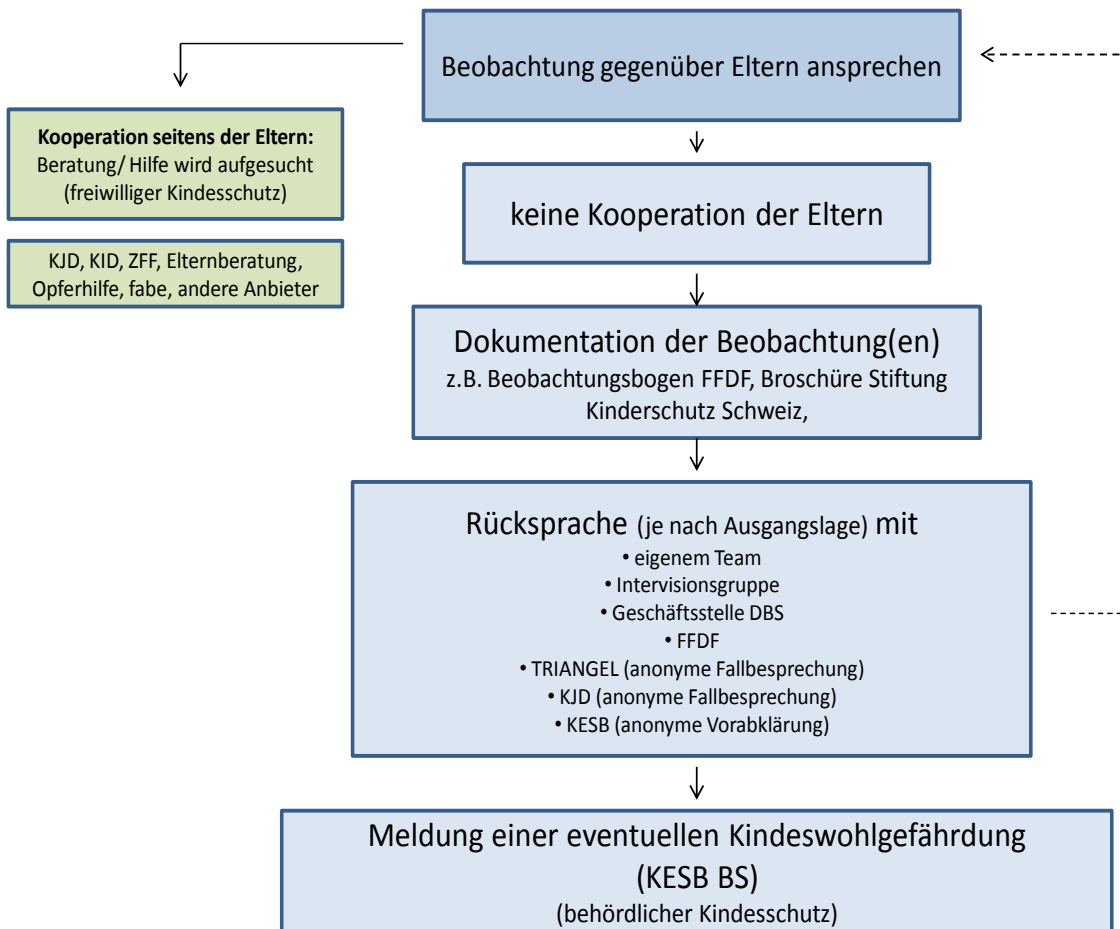 Beobachtung gegenüber Eltern ansprechen
Kooperation seitens der Eltern:
Beratung/ Hilfe wird aufgesucht
(freiwilliger Kindesschutz)
KJD, KID, ZFF, Elternberatung,
Opferhilfe, fabe, andere Anbieter
keine Kooperation der Eltern
Dokumentation der Beobachtung(en)
z.B. Beobachtungsbogen FFDF, Broschüre Stiftung
Kinderschutz Schweiz,
Rücksprache (je nach Ausgangslage) mit
• eigenem Team
• Intervisionsgruppe
• Geschäftsstelle DBS
• FFDF
• TRIANGEL (anonyme Fallbesprechung)
• KJD (anonyme Fallbesprechung)
• KESB (anonyme Vorabklärung)
Meldung einer eventuellen Kindeswohlgefährdung
(KESB BS)
(behördlicher Kindesschutz)